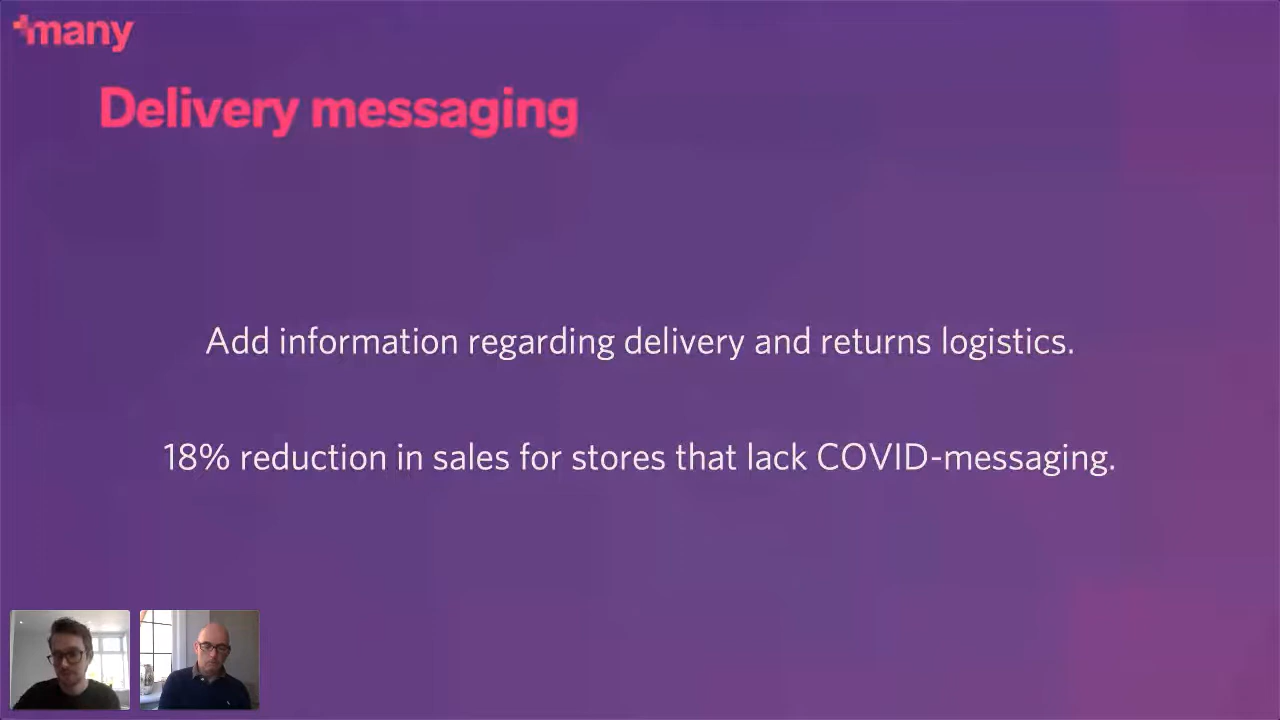 many
Delivery messaging
Add information regarding delivery and returns logistics.
18% reduction in sales for stores that lack COVID-messaging.